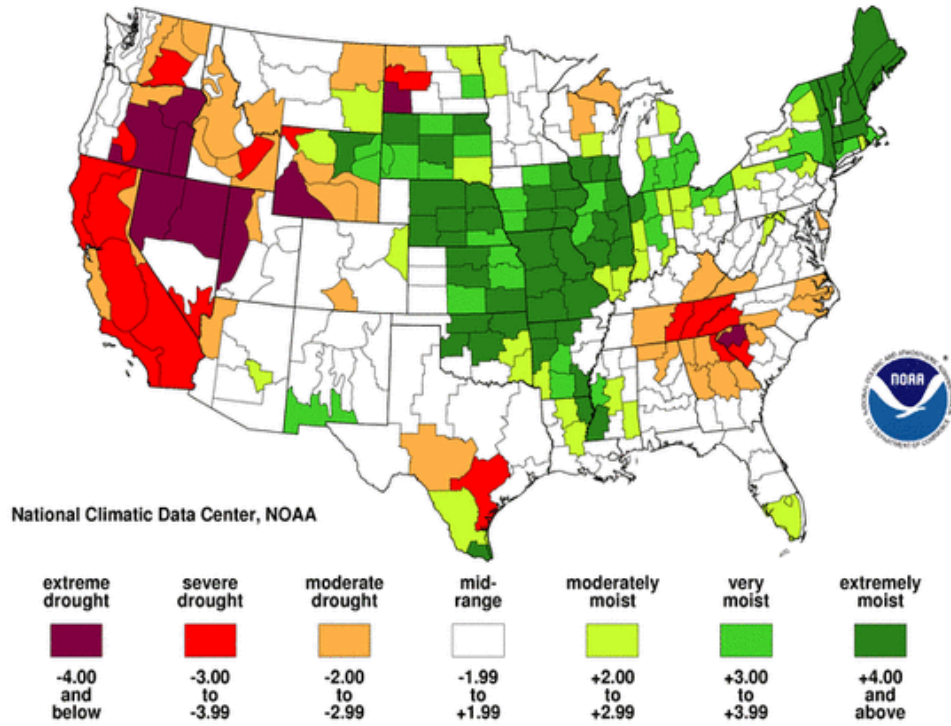 NOAA
National Climatic Data Center, NOAA
extreme drought
severe drought
moderate drought
mid-range
moderately moist
very moist
extremely moist
-4.00 and below
-3.00 to -3.99
-2.00 to -2.99
-1.99 to +1.99
+2.00 to +2.99
+3.00 to +3.99
+4.00 and above